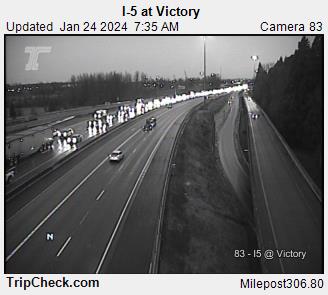 I-5 at Victory
Updated Jan 24 2024 7:35 AM Camera 83
T
N
83 - I5 @ Victory
TripCheck.com Milepost306.80